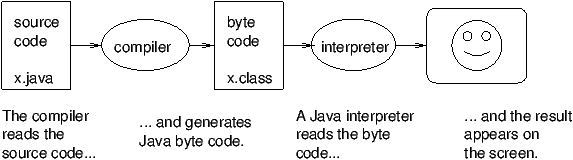 source
code
x.java
compiler
byte
code
x.class
interpreter
The compiler
reads the
source code...
... and generates
Java byte code.
A Java interpreter
reads the byte
code...
... and the result
appears on
the screen.